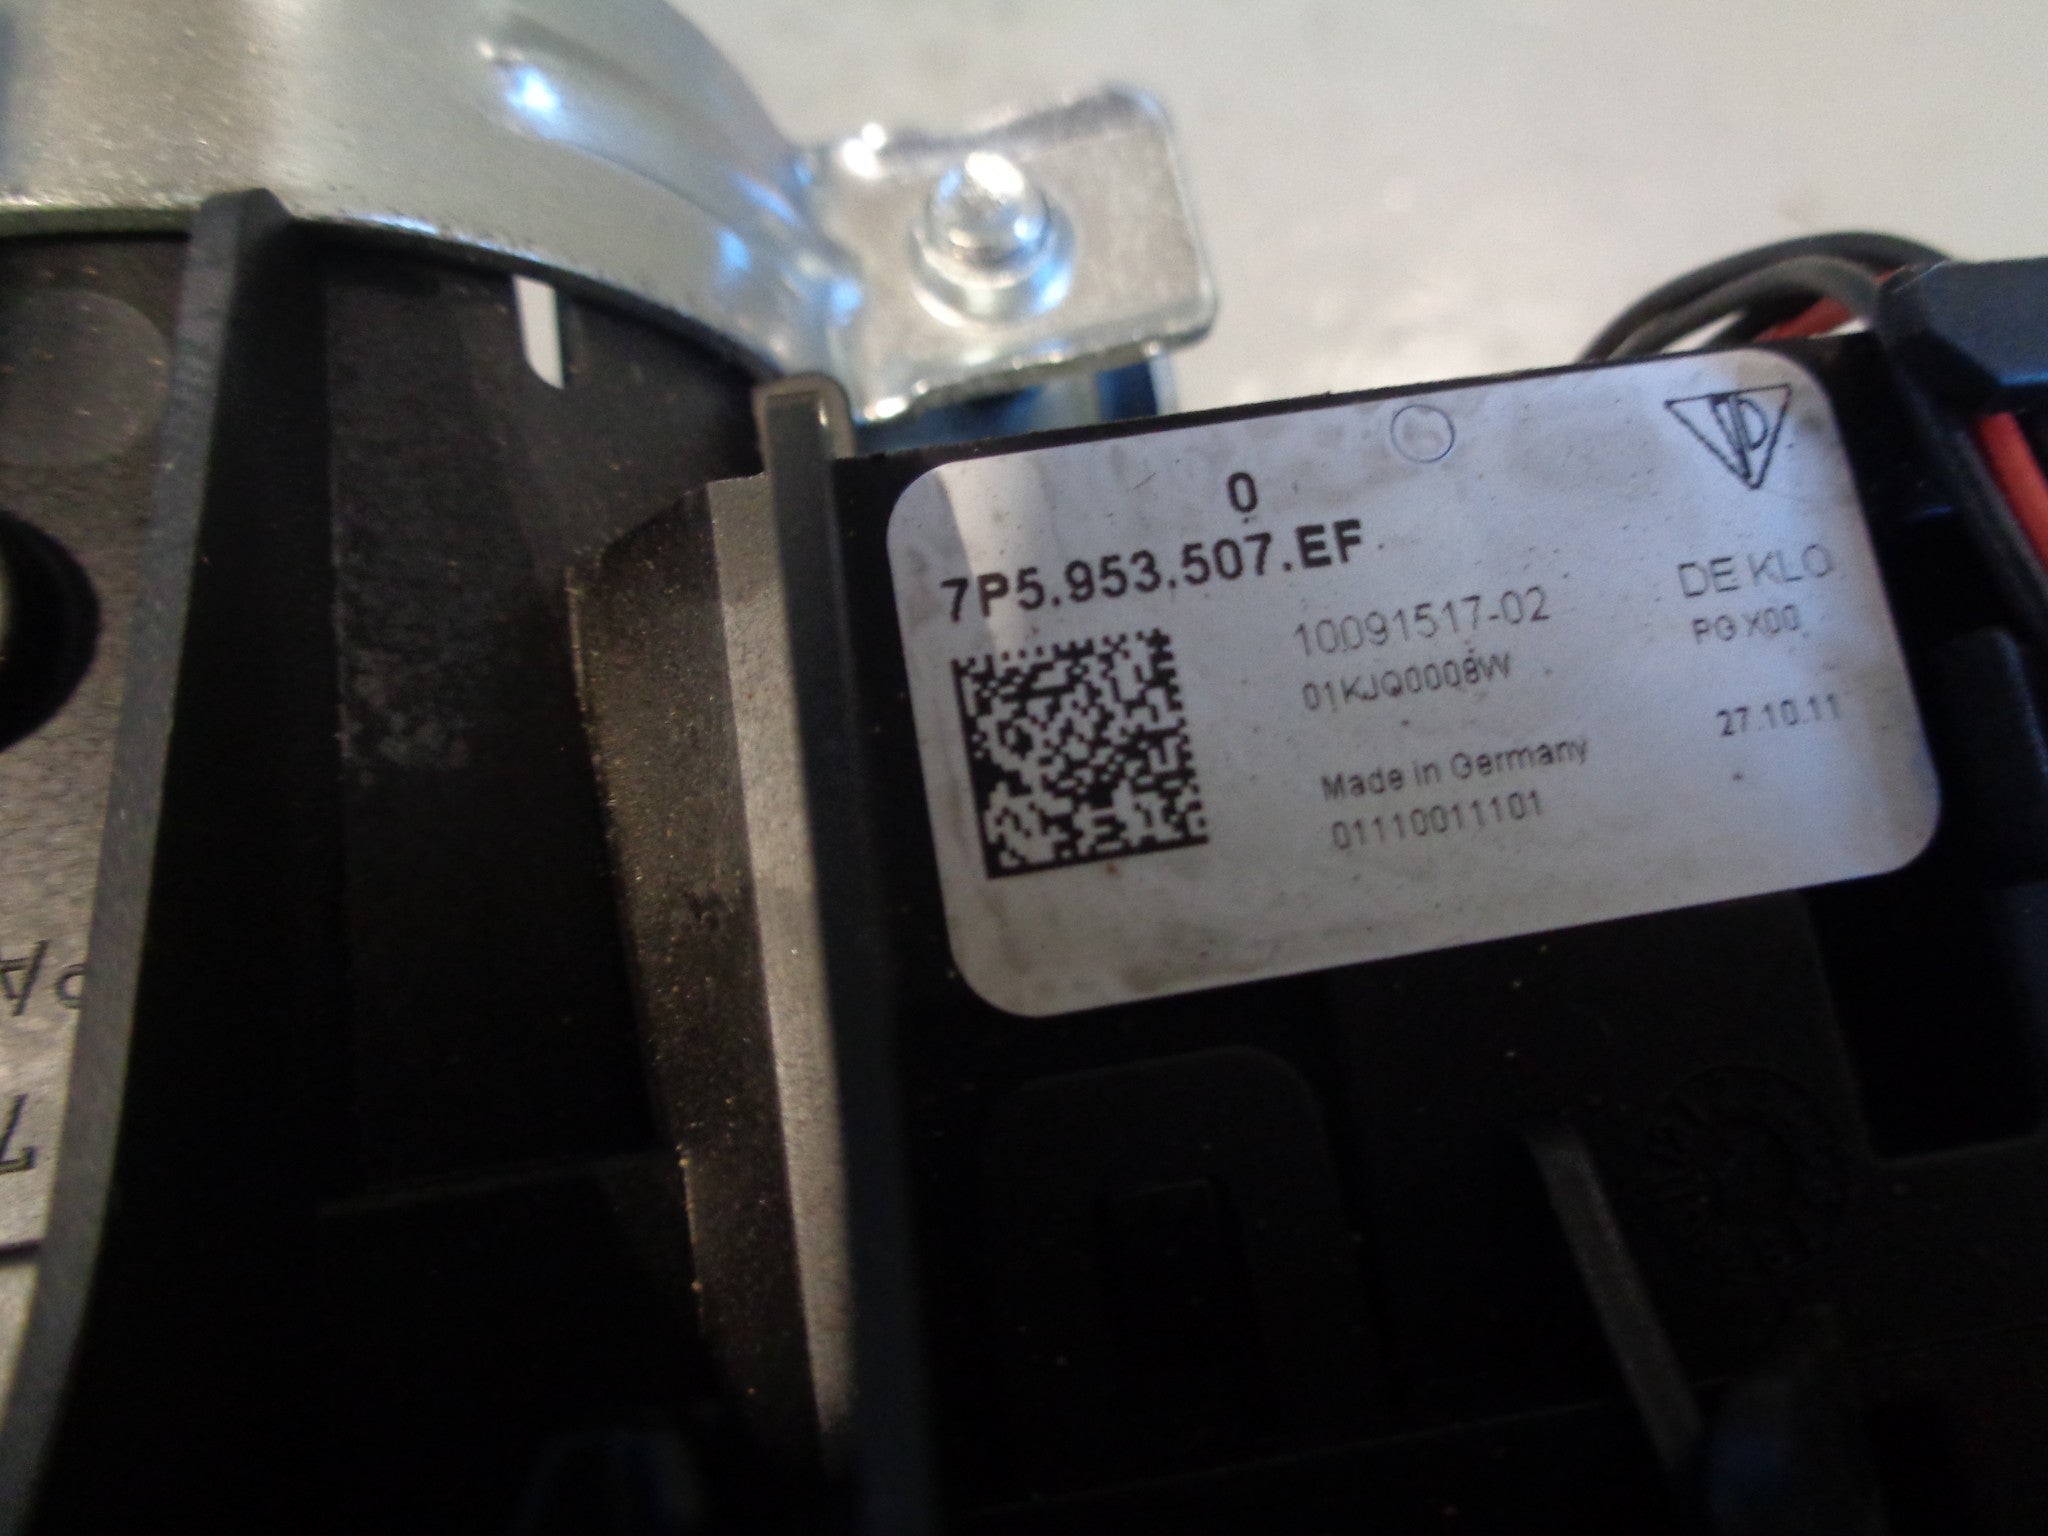 0
7P5.953.507.EF
10091517-02
DE KLO
01KJQ0008W
PG X00
27.10.11
Made in Germany
01110011101